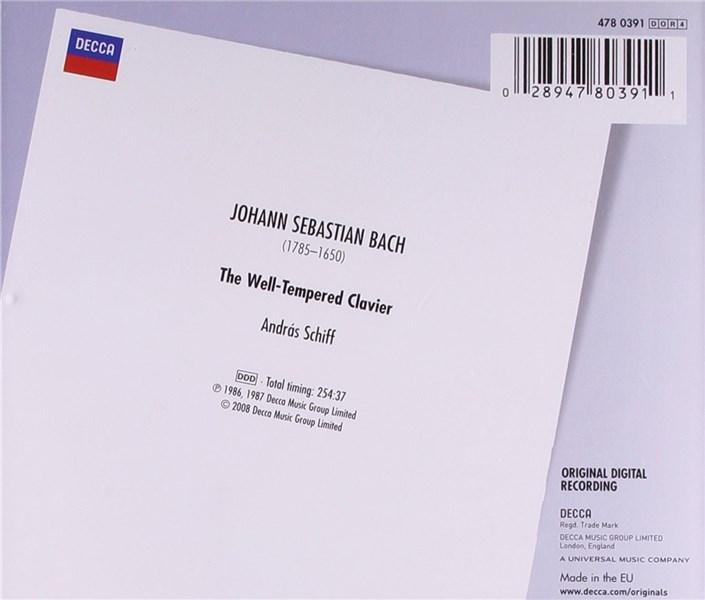 478 0391 DDR4
DECCA
0 28947 80391 1
JOHANN SEBASTIAN BACH
(1785–1650)
The Well-Tempered Clavier
András Schiff
DDD · Total timing: 254:37
℗ 1986, 1987 Decca Music Group Limited
© 2008 Decca Music Group Limited
ORIGINAL DIGITAL
RECORDING
DECCA
Regd. Trade Mark
DECCA MUSIC GROUP LIMITED
London, England
A UNIVERSAL MUSIC COMPANY
Made in the EU
www.decca.com/originals